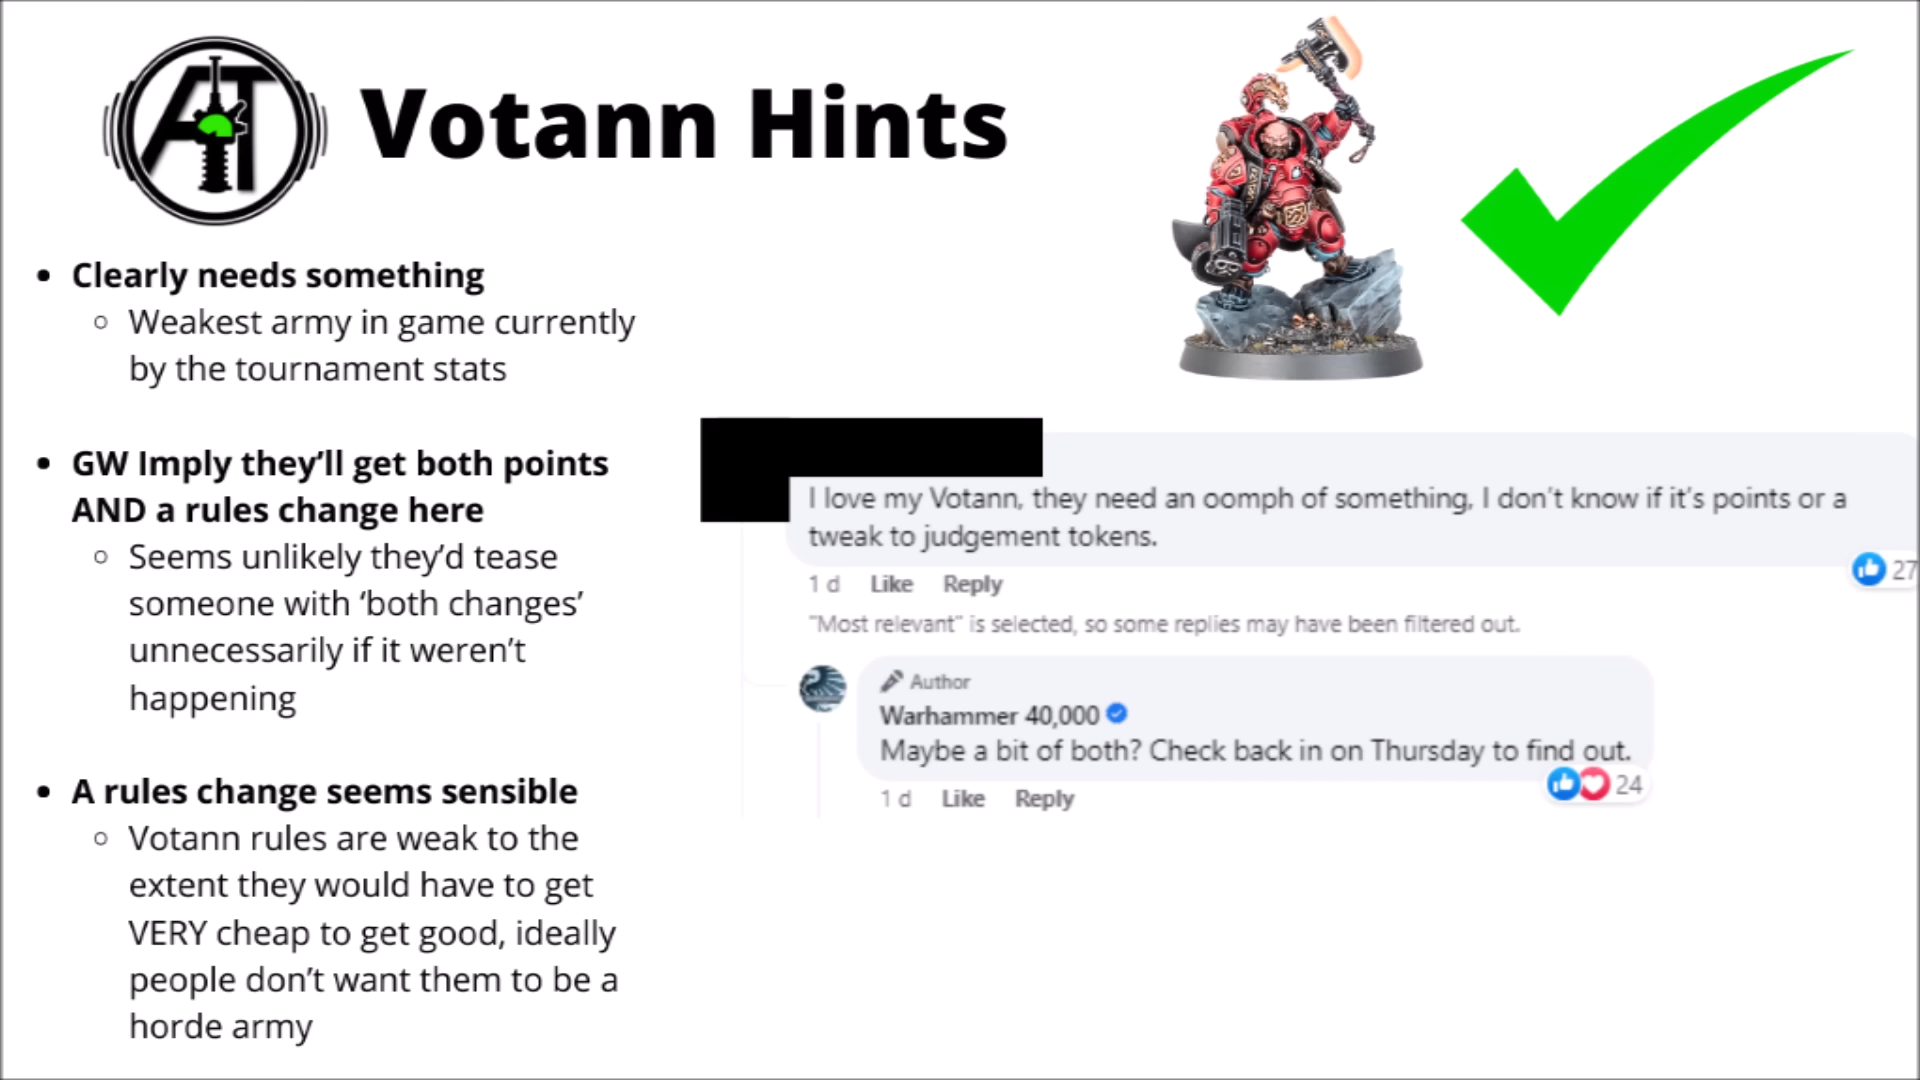 AT
Votann Hints
• Clearly needs something
○ Weakest army in game currently
by the tournament stats
• GW Imply they’ll get both points
AND a rules change here
○ Seems unlikely they’d tease
someone with ‘both changes’
unnecessarily if it weren’t
happening
• A rules change seems sensible
○ Votann rules are weak to the
extent they would have to get
VERY cheap to get good, ideally
people don’t want them to be a
horde army
I love my Votann, they need an oomph of something, I don't know if it's points or a
tweak to judgement tokens.
1 d Like Reply
27
"Most relevant" is selected, so some replies may have been filtered out.
Author
Warhammer 40,000
Maybe a bit of both? Check back in on Thursday to find out.
24
1 d Like Reply